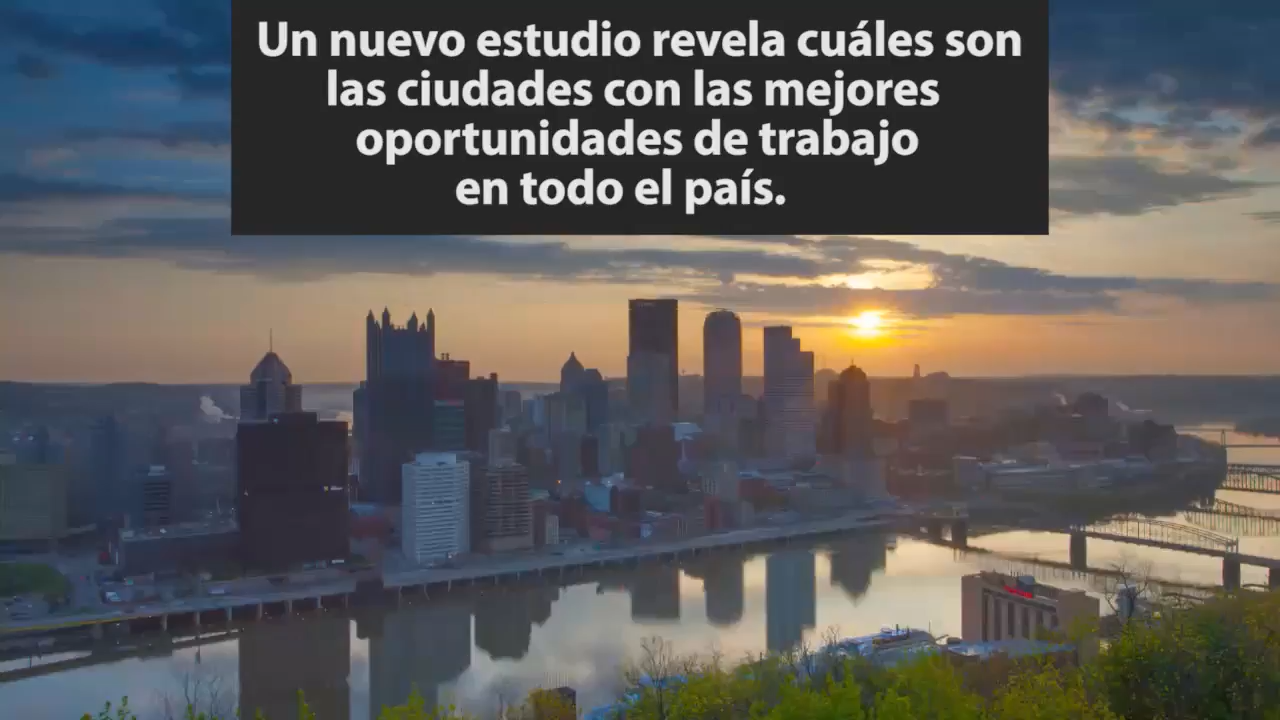 Un nuevo estudio revela cuáles son
las ciudades con las mejores
oportunidades de trabajo
en todo el país.